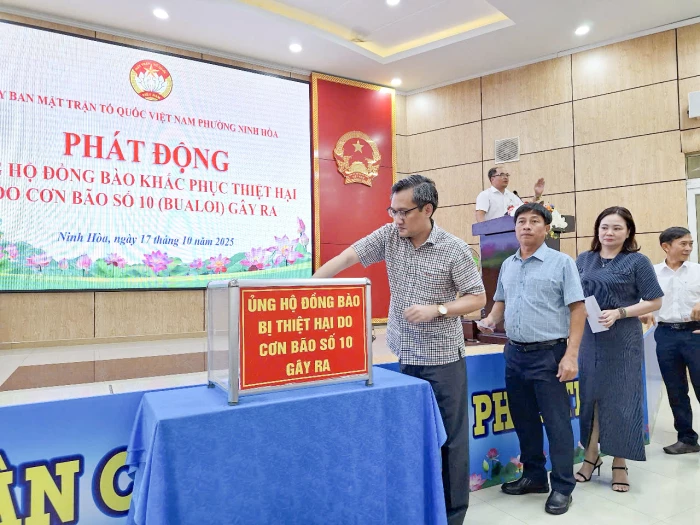 Y BAN MẶT TRẬN TỔ QUỐC VIỆT NAM PHƯỜNG NINH HÒA
PHÁT ĐỘNG
G HỘ ĐỒNG BÀO KHẮC PHỤC THIỆT HẠI
DO CƠN BÃO SỐ 10 (BUALOI) GÂY RA
Ninh Hòa, ngày 17 tháng 10 năm 2025
ỦNG HỘ ĐỒNG BÀO
BỊ THIỆT HẠI DO
CƠN BÃO SỐ 10
GÂY RA